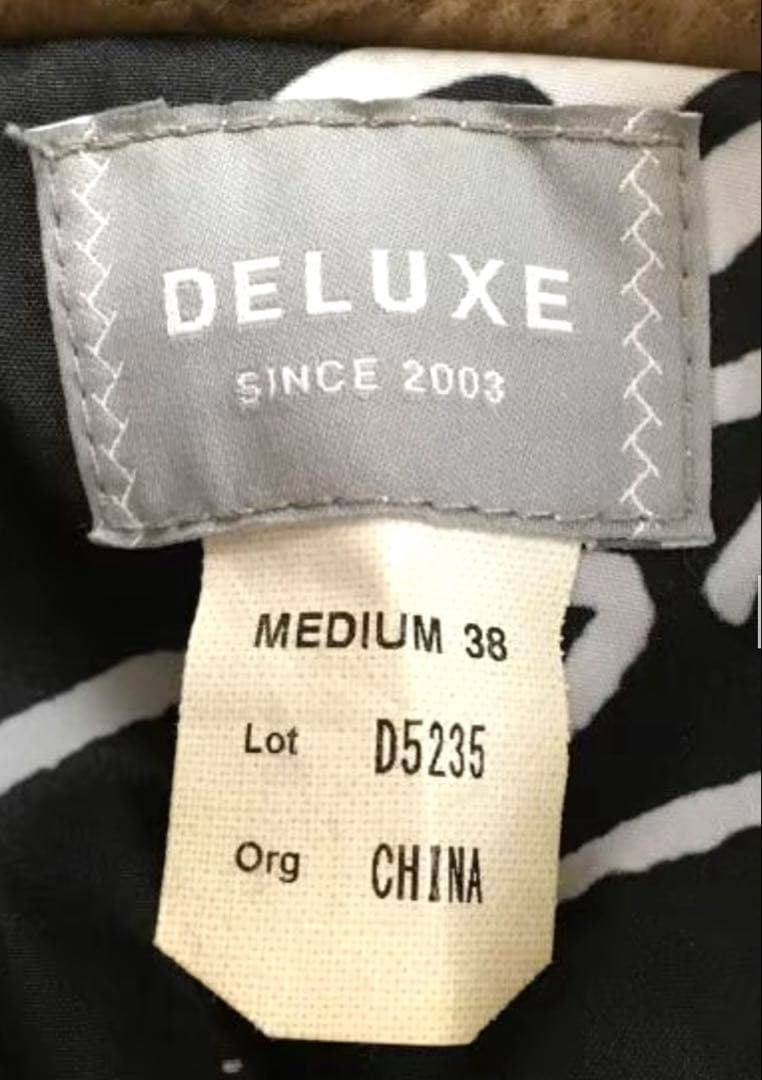 DELUXE
SINCE 2003
MEDIUM 38
Lot D5235
Org CHINA